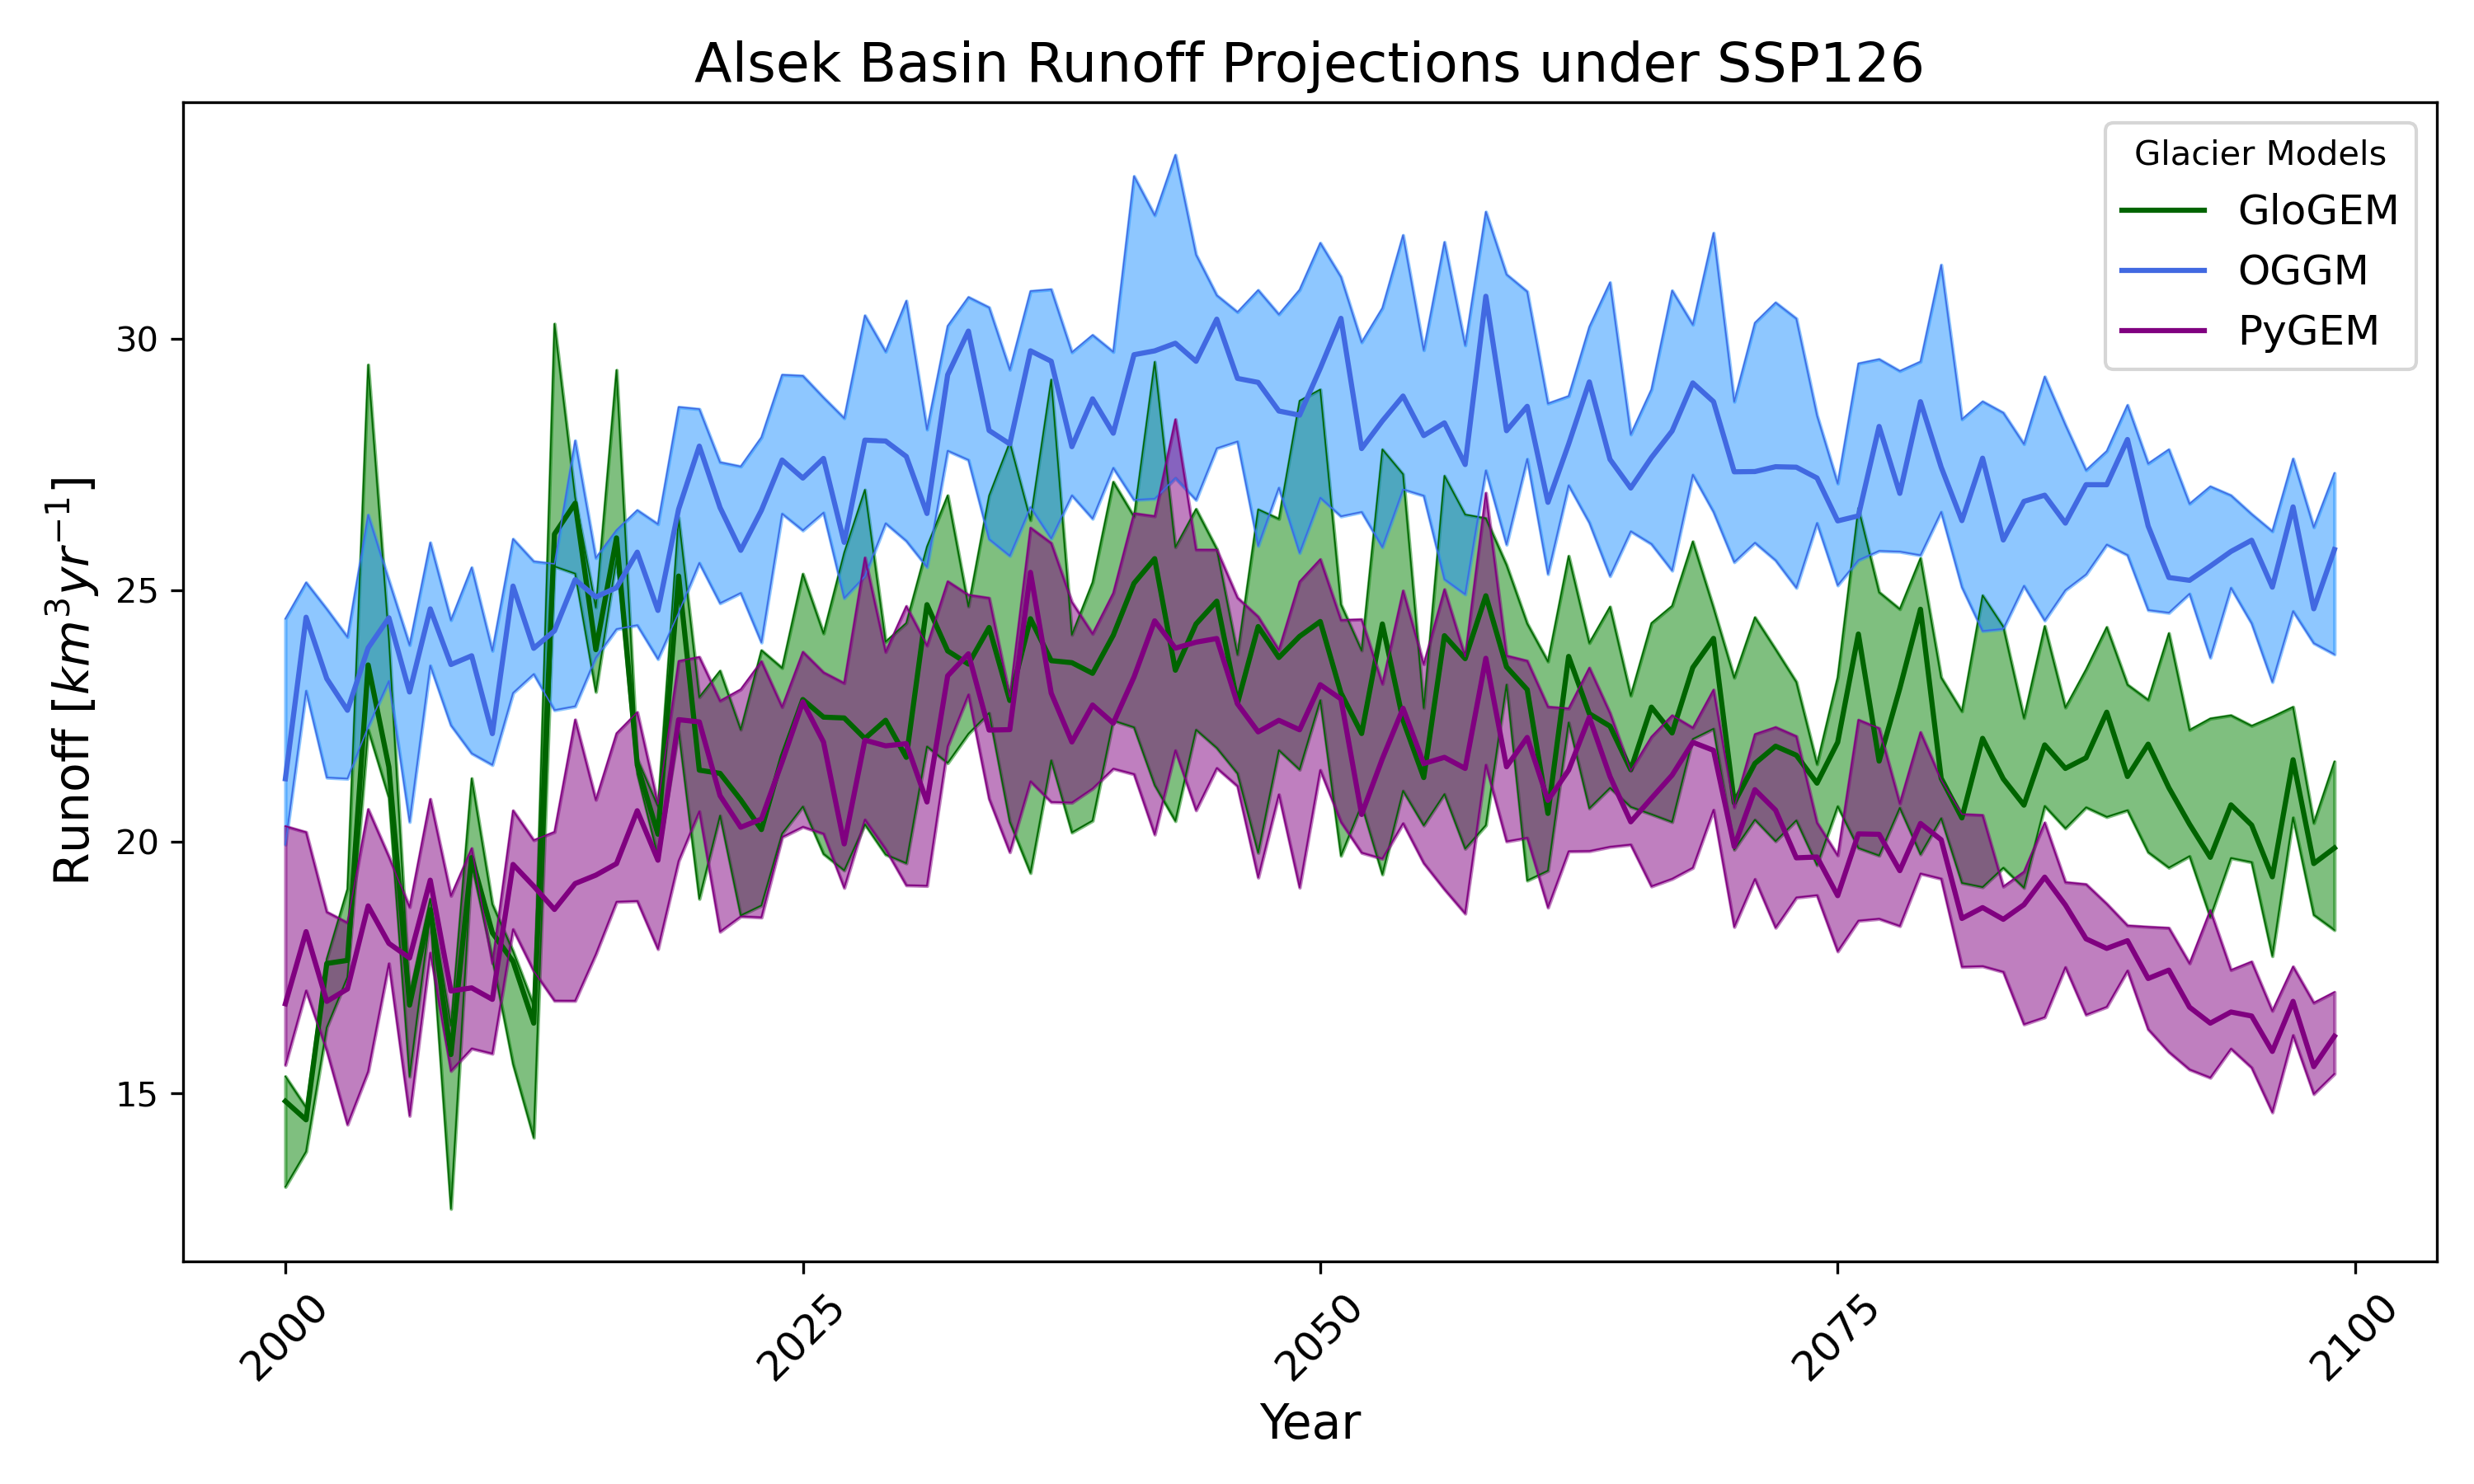 Alsek Basin Runoff Projections under SSP126
Glacier Models
GloGEM
OGGM
PyGEM
Runoff [km³yr⁻¹]
30
25
20
15
2000
2025
2050
2075
2100
Year